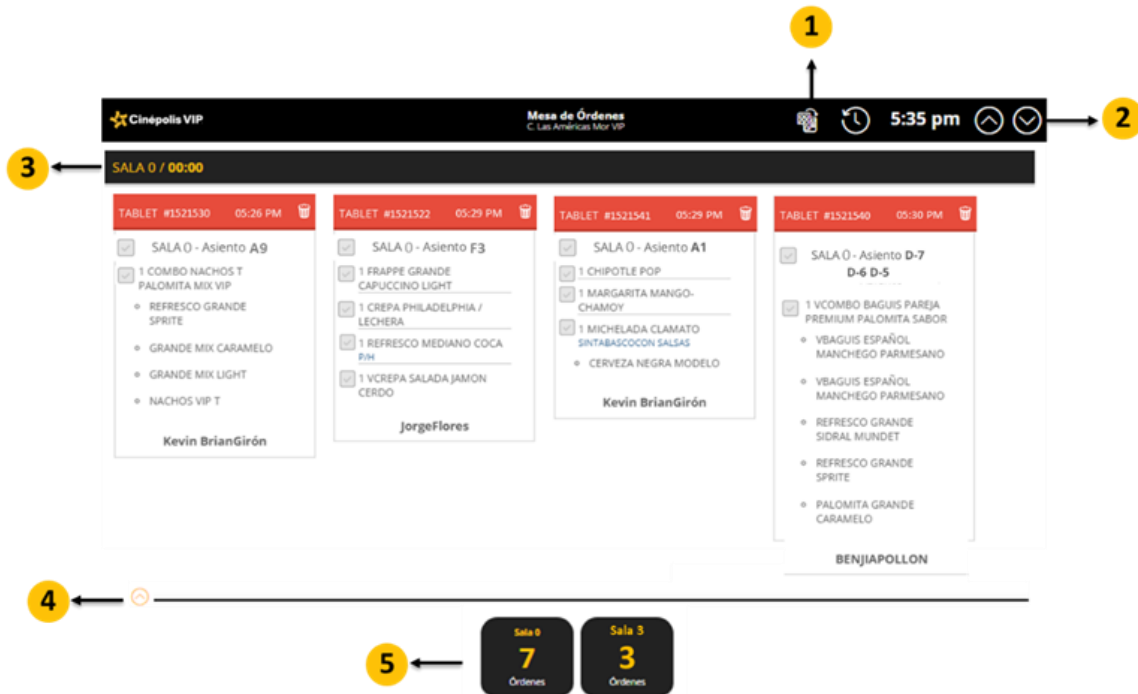 1
Cinépolis VIP
Mesa de Órdenes
C. Las Américas Mor VIP
5:35 pm
2
3
SALA 0 / 00:00
TABLET #1521530 05:26 PM
SALA 0 - Asiento A9
1 COMBO NACHOS T
PALOMITA MIX VIP
REFRESCO GRANDE
SPRITE
GRANDE MIX CARAMELO
GRANDE MIX LIGHT
NACHOS VIP T
Kevin BrianGirón
TABLET #1521522 05:29 PM
SALA 0 - Asiento F3
1 FRAPPE GRANDE
CAPUCCINO LIGHT
1 CREPA PHILADELPHIA /
LECHERA
1 REFRESCO MEDIANO COCA
P/H
1 VCREPA SALADA JAMON
CERDO
JorgeFlores
TABLET #1521541 05:29 PM
SALA 0 - Asiento A1
1 CHIPOTLE POP
1 MARGARITA MANGO-
CHAMOY
1 MICHELADA CLAMATO
SINTABASCOCON SALSAS
CERVEZA NEGRA MODELO
Kevin BrianGirón
TABLET #1521540 05:30 PM
SALA 0 - Asiento D-7
D-6 D-5
1 VCOMBO BAGUIS PAREJA
PREMIUM PALOMITA SABOR
VBAGUIS ESPAÑOL
MANCHEGO PARMESANO
VBAGUIS ESPAÑOL
MANCHEGO PARMESANO
REFRESCO GRANDE
SIDRAL MUNDET
REFRESCO GRANDE
SPRITE
PALOMITA GRANDE
CARAMELO
BENJIAPOLLON
4
5
Sala 0
7
Órdenes
Sala 3
3
Órdenes